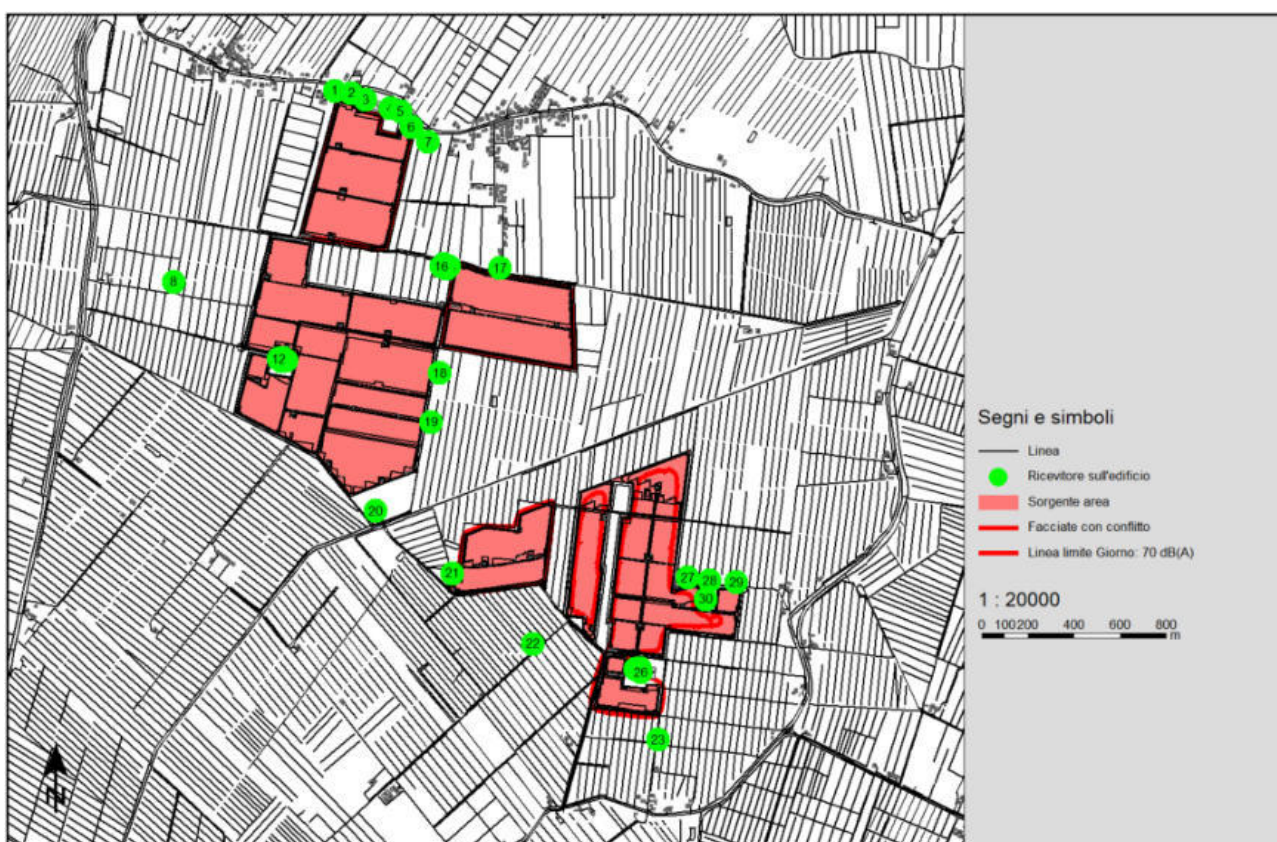 1
2
3
4
5
6
7
16
17
8
12
18
19
20
21
22
27
28
29
30
26
23
N
Segni e simboli
Linea
Ricevitore sull'edificio
Sorgente area
Facciate con conflitto
Linea limite Giorno: 70 dB(A)
1 : 20000
0 100 200 400 600 800
m